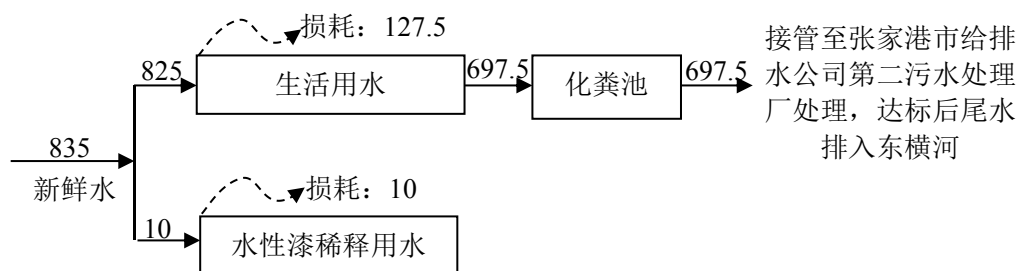 损耗：127.5
接管至张家港市给排
水公司第二污水处理
厂处理，达标后尾水
排入东横河
825
生活用水
697.5
化粪池
697.5
835
新鲜水
损耗：10
10
水性漆稀释用水